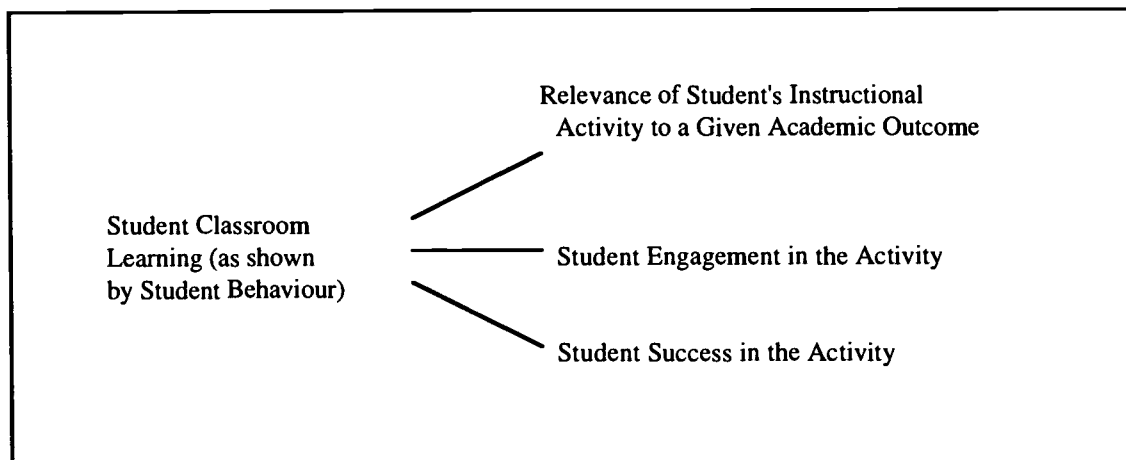 Relevance of Student's Instructional
Activity to a Given Academic Outcome
Student Classroom
Learning (as shown
by Student Behaviour)
Student Engagement in the Activity
Student Success in the Activity